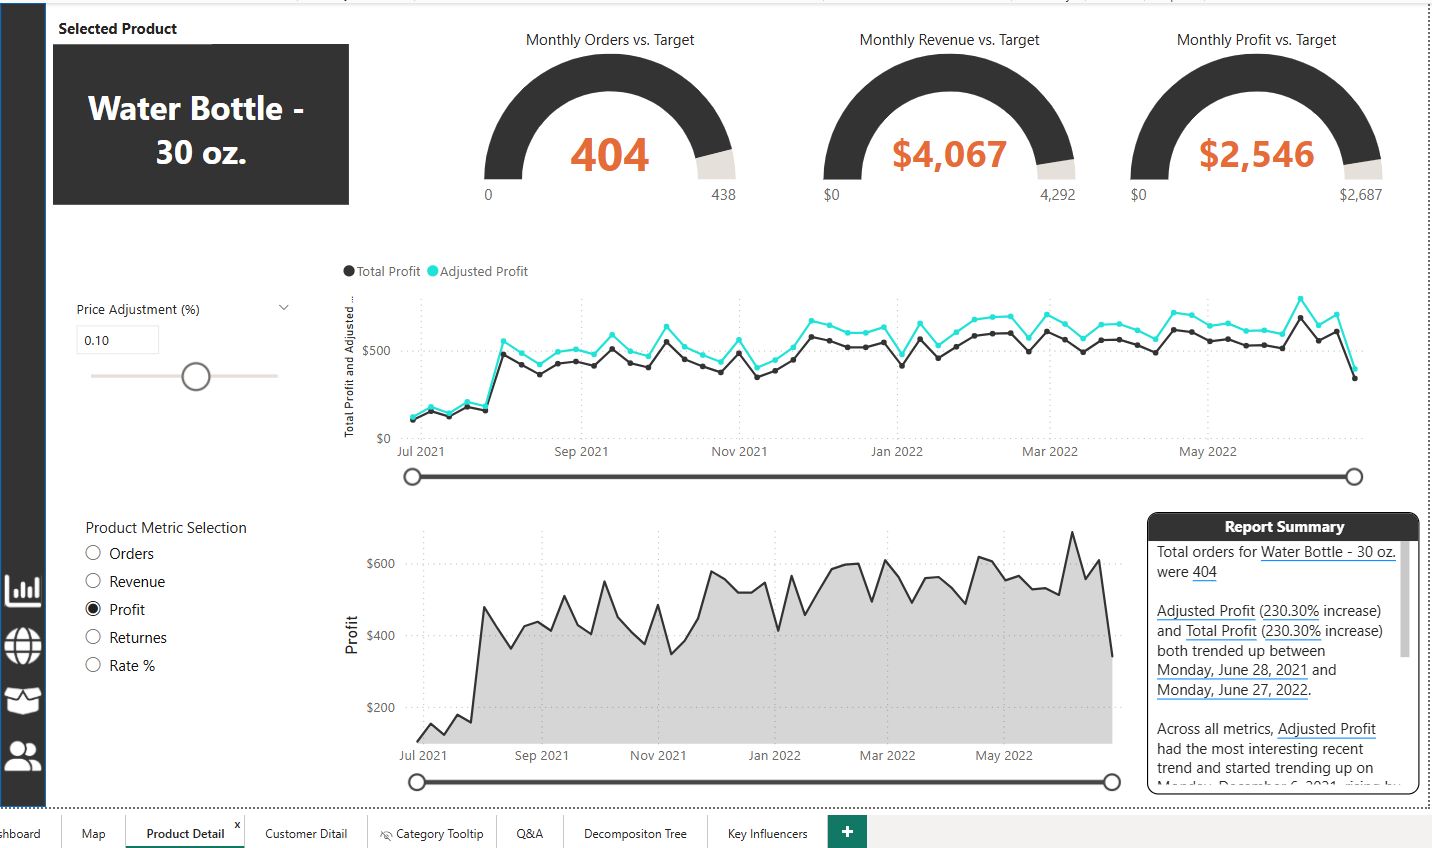 Selected Product
Water Bottle -
30 oz.
Monthly Orders vs. Target
404
0
438
Monthly Revenue vs. Target
$4,067
$0
4,292
Monthly Profit vs. Target
$2,546
$0
$2,687
Price Adjustment (%)
0.10
Total Profit
Adjusted Profit
Total Profit and Adjusted ...
$500
$0
Jul 2021
Sep 2021
Nov 2021
Jan 2022
Mar 2022
May 2022
Product Metric Selection
Orders
Revenue
Profit
Returnes
Rate %
Profit
$600
$400
$200
Jul 2021
Sep 2021
Nov 2021
Jan 2022
Mar 2022
May 2022
Report Summary
Total orders for Water Bottle - 30 oz.
were 404
Adjusted Profit (230.30% increase)
and Total Profit (230.30% increase)
both trended up between
Monday, June 28, 2021 and
Monday, June 27, 2022.
Across all metrics, Adjusted Profit
had the most interesting recent
trend and started trending up on
Monday, December 6, 2021, rising by
shboard
Map
Product Detail
x
Customer Ditail
Category Tooltip
Q&A
Decompositon Tree
Key Influencers
+